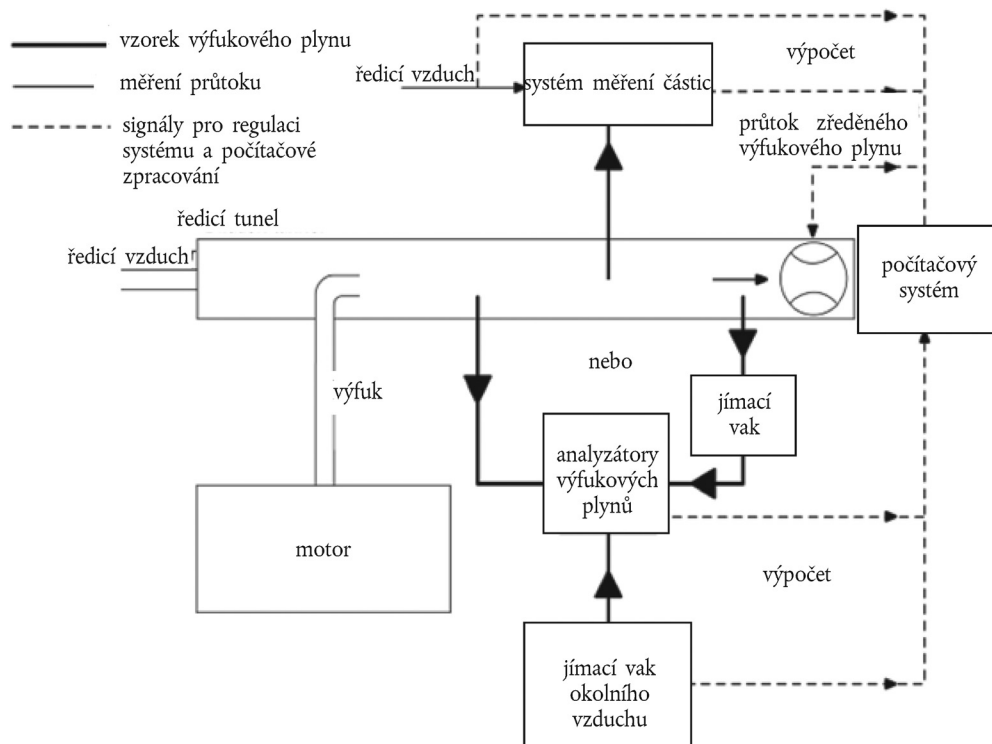 vzorek výfukového plynu
měření průtoku
signály pro regulaci
systému a počítačové
zpracování
ředicí vzduch
systém měření částic
výpočet
průtok zředěného
výfukového plynu
ředicí tunel
ředicí vzduch
počítačový
systém
nebo
výfuk
jímací
vak
analyzátory
výfukových
plynů
motor
výpočet
jímací vak
okolního
vzduchu